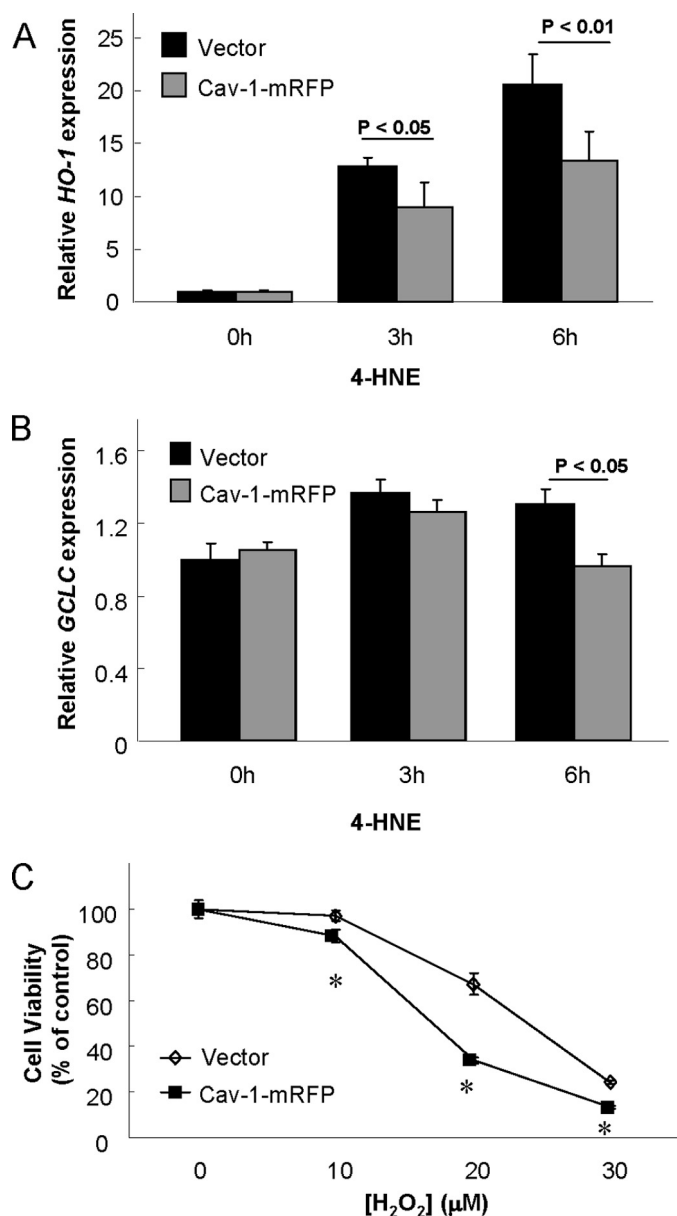 A
Relative HO-1 expression
25
20
15
10
5
0
Vector
Cav-1-mRFP
P < 0.05
P < 0.01
0h 3h 6h
4-HNE
B
Relative GCLC expression
1.6
1.2
0.8
0.4
0
Vector
Cav-1-mRFP
P < 0.05
0h 3h 6h
4-HNE
C
Cell Viability
(% of control)
100
80
60
40
20
0
Vector
Cav-1-mRFP
*
*
*
0 10 20 30
[H₂O₂] (µM)